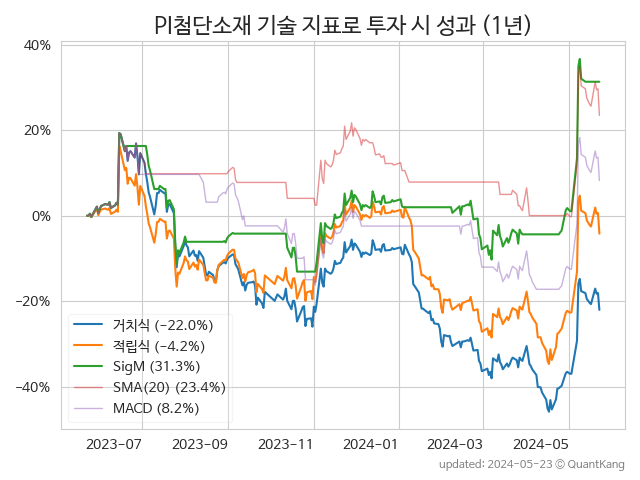 PI첨단소재 기술 지표로 투자 시 성과 (1년)
40%
20%
0%
−20%
−40%
거치식 (−22.0%)
적립식 (−4.2%)
SigM (31.3%)
SMA(20) (23.4%)
MACD (8.2%)
2023−07
2023−09
2023−11
2024−01
2024−03
2024−05
updated: 2024−05−23 © QuantKang